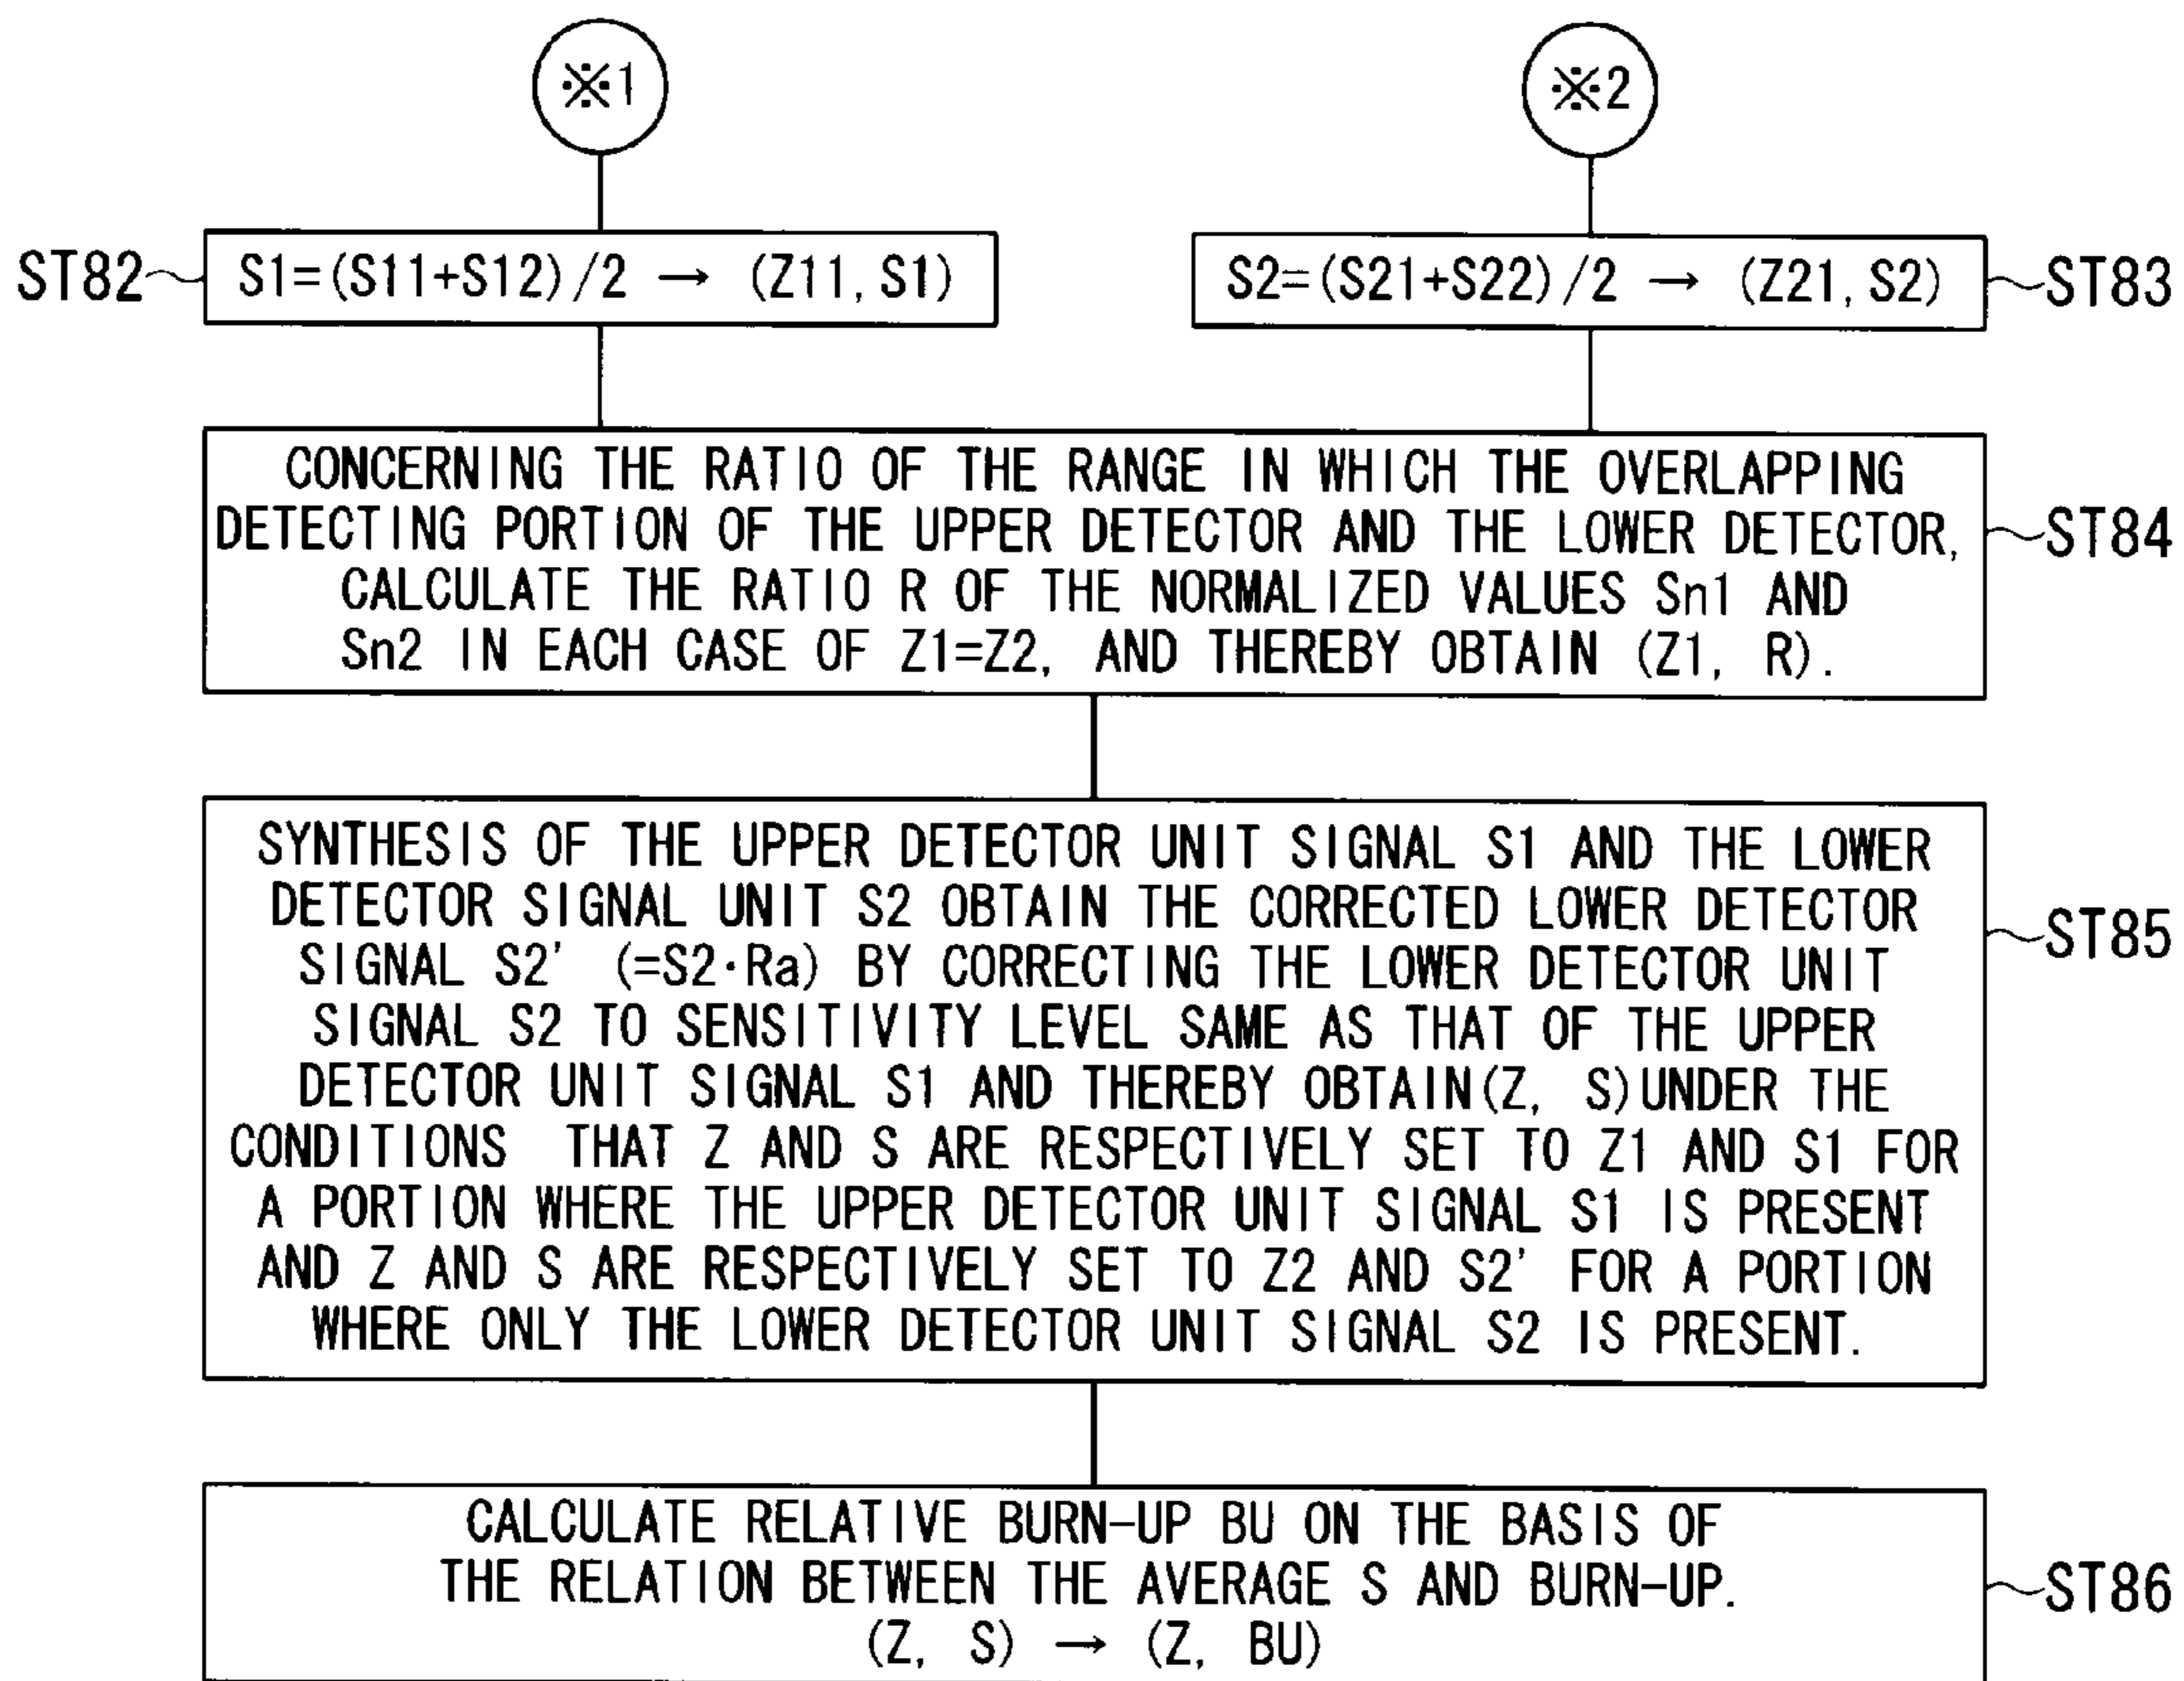 ※1
※2
ST82
S1=(S11+S12)/2 → (Z11, S1)
S2=(S21+S22)/2 → (Z21, S2)
ST83
CONCERNING THE RATIO OF THE RANGE IN WHICH THE OVERLAPPING
DETECTING PORTION OF THE UPPER DETECTOR AND THE LOWER DETECTOR,
CALCULATE THE RATIO R OF THE NORMALIZED VALUES Sn1 AND
Sn2 IN EACH CASE OF Z1=Z2, AND THEREBY OBTAIN (Z1, R).
ST84
SYNTHESIS OF THE UPPER DETECTOR UNIT SIGNAL S1 AND THE LOWER
DETECTOR SIGNAL UNIT S2 OBTAIN THE CORRECTED LOWER DETECTOR
SIGNAL S2' (=S2·Ra) BY CORRECTING THE LOWER DETECTOR UNIT
SIGNAL S2 TO SENSITIVITY LEVEL SAME AS THAT OF THE UPPER
DETECTOR UNIT SIGNAL S1 AND THEREBY OBTAIN(Z, S)UNDER THE
CONDITIONS THAT Z AND S ARE RESPECTIVELY SET TO Z1 AND S1 FOR
A PORTION WHERE THE UPPER DETECTOR UNIT SIGNAL S1 IS PRESENT
AND Z AND S ARE RESPECTIVELY SET TO Z2 AND S2' FOR A PORTION
WHERE ONLY THE LOWER DETECTOR UNIT SIGNAL S2 IS PRESENT.
ST85
CALCULATE RELATIVE BURN-UP BU ON THE BASIS OF
THE RELATION BETWEEN THE AVERAGE S AND BURN-UP.
(Z, S) → (Z, BU)
ST86